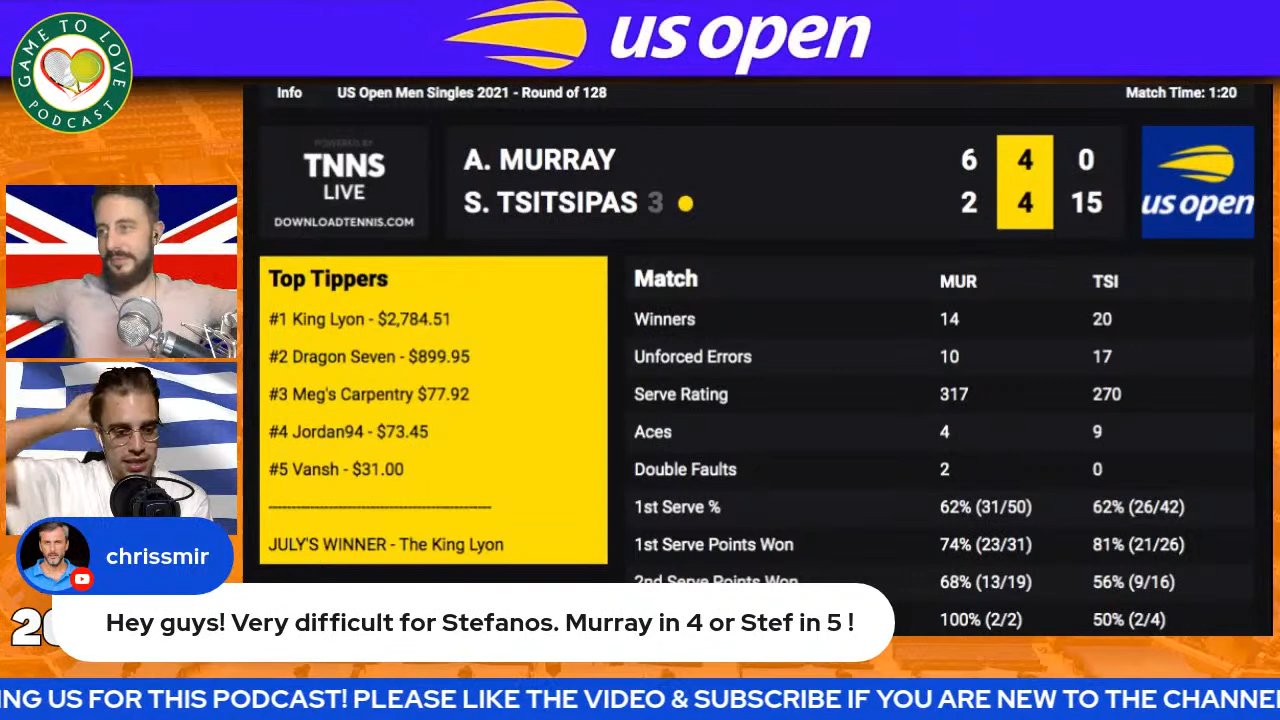 GAME TO LOVE
PODCAST
us open
Info US Open Men Singles 2021 - Round of 128 Match Time: 1:20
POWERED BY
TNNS
LIVE
DOWNLOADTENNIS.COM
A. MURRAY 6 4 0
S. TSITSIPAS 3 2 4 15
us open
Top Tippers
#1 King Lyon - $2,784.51
#2 Dragon Seven - $899.95
#3 Meg's Carpentry $77.92
#4 Jordan94 - $73.45
#5 Vansh - $31.00
JULY'S WINNER - The King Lyon
Match MUR TSI
Winners 14 20
Unforced Errors 10 17
Serve Rating 317 270
Aces 4 9
Double Faults 2 0
1st Serve % 62% (31/50) 62% (26/42)
1st Serve Points Won 74% (23/31) 81% (21/26)
2nd Serve Points Won 68% (13/19) 56% (9/16)
100% (2/2) 50% (2/4)
chrissmir
Hey guys! Very difficult for Stefanos. Murray in 4 or Stef in 5 !
ING US FOR THIS PODCAST! PLEASE LIKE THE VIDEO & SUBSCRIBE IF YOU ARE NEW TO THE CHANNE